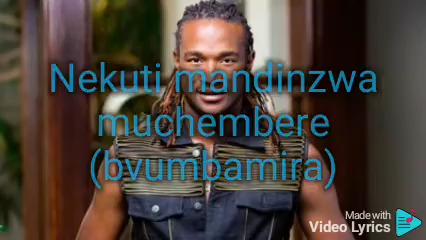 Nekuti mandinzwa
muchembere
(bvumbamira)
Made with
Video Lyrics